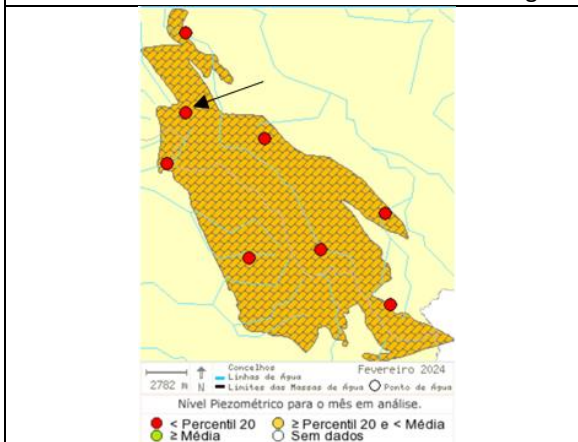 Concelhos
Linhas de Água
Limites das Massas de Água
Ponto de Água
Fevereiro 2024
2782 m N
Nível Piezométrico para o mês em análise.
< Percentil 20
≥ Percentil 20 e < Média
≥ Média
Sem dados